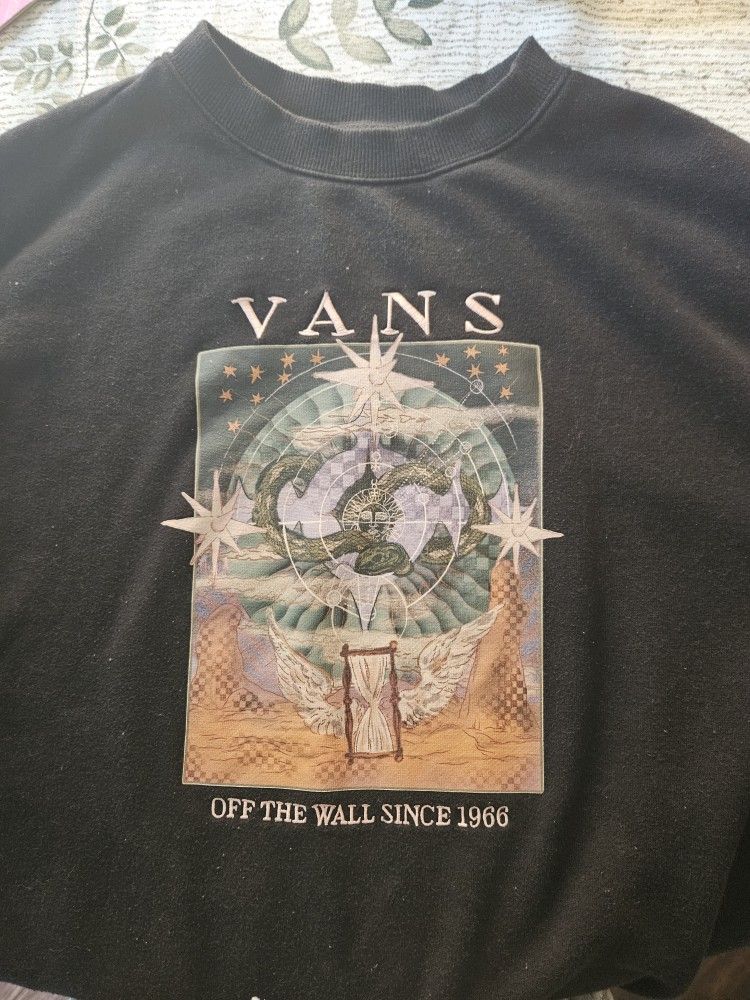 VANS
OFF THE WALL SINCE 1966